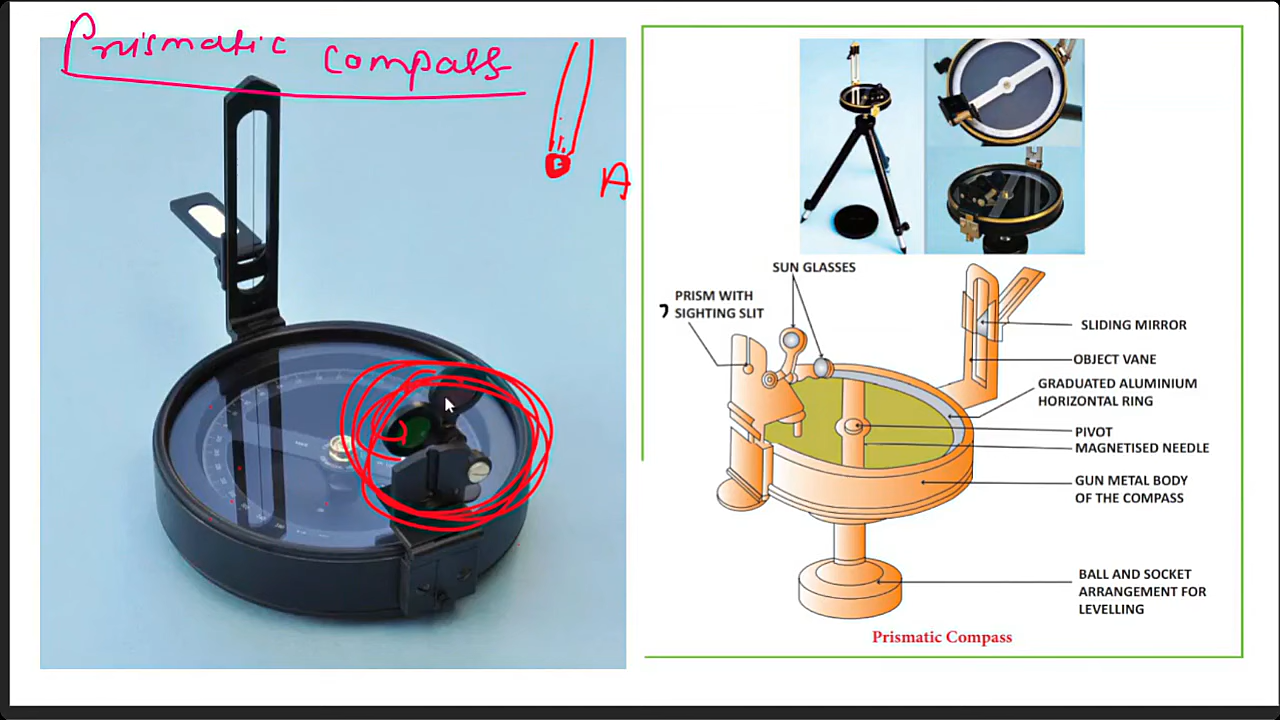 Prismatic Compass
A
SUN GLASSES
PRISM WITH
SIGHTING SLIT
SLIDING MIRROR
OBJECT VANE
GRADUATED ALUMINIUM
HORIZONTAL RING
PIVOT
MAGNETISED NEEDLE
GUN METAL BODY
OF THE COMPASS
BALL AND SOCKET
ARRANGEMENT FOR
LEVELLING
Prismatic Compass